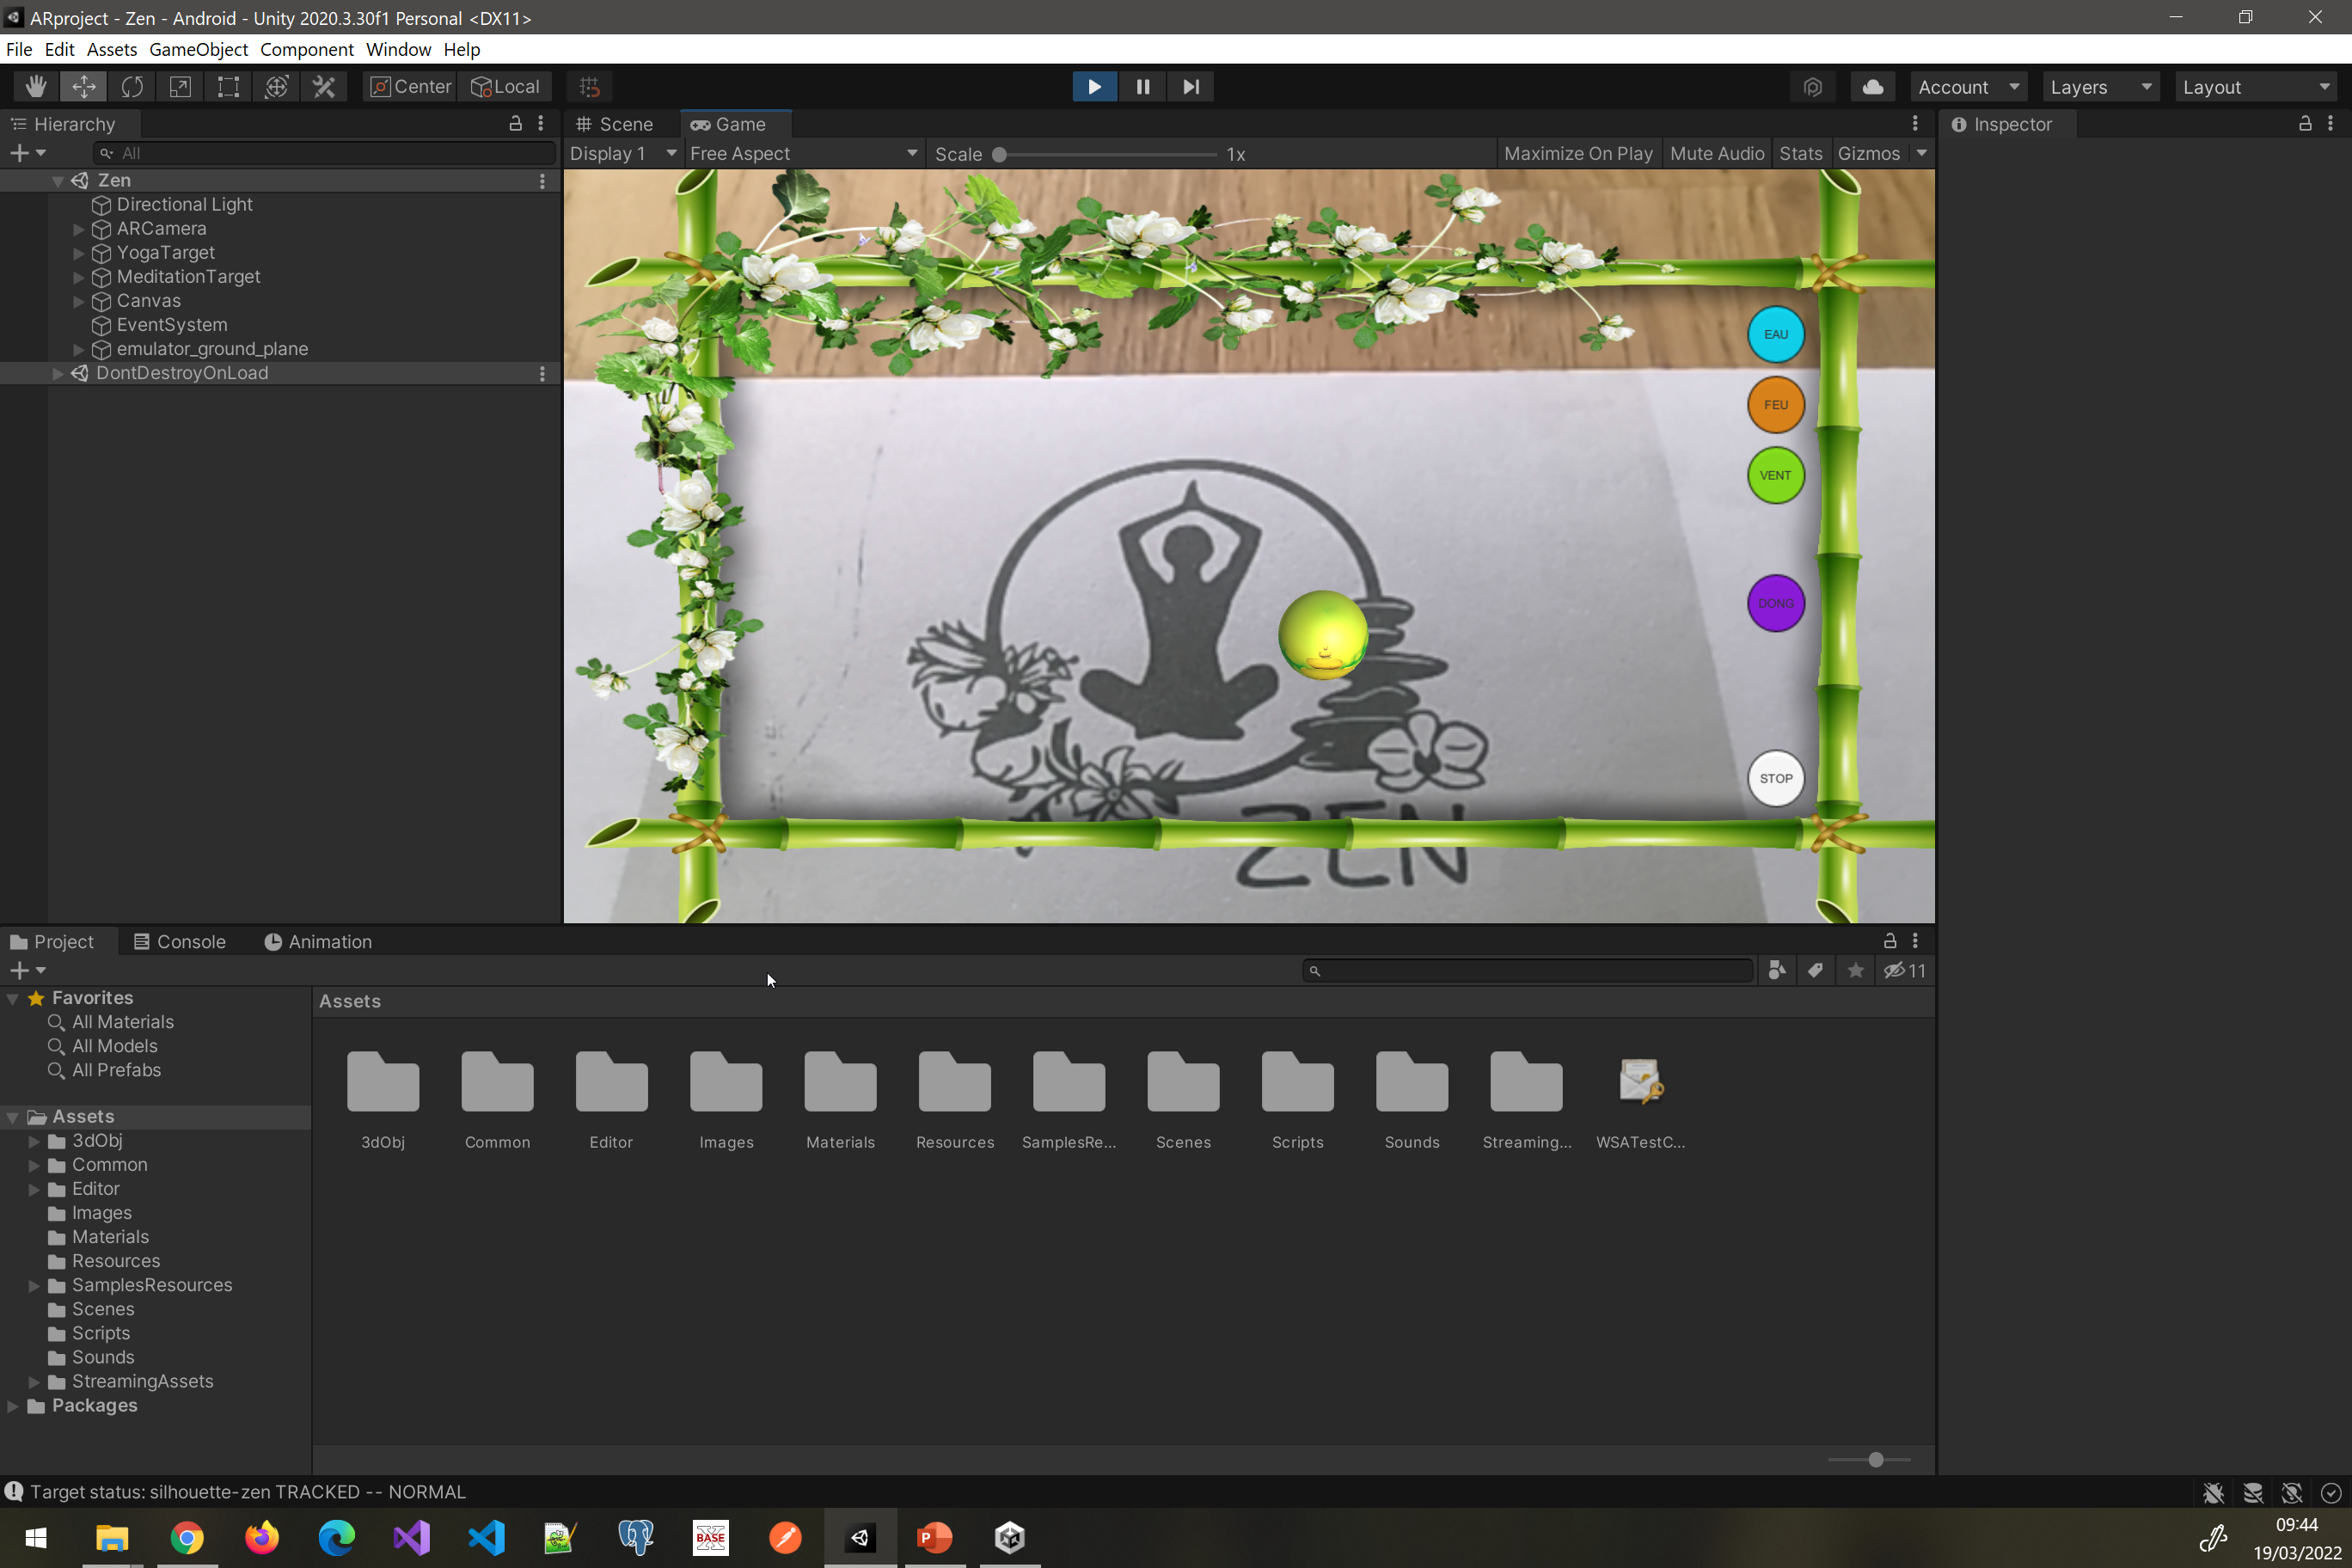 ARproject - Zen - Android - Unity 2020.3.30f1 Personal <DX11>
File Edit Assets GameObject Component Window Help
Center Local Account Layers Layout
Hierarchy
All
Zen
Directional Light
ARCamera
YogaTarget
MeditationTarget
Canvas
EventSystem
emulator_ground_plane
DontDestroyOnLoad
Scene Game
Display 1 Free Aspect Scale 1x Maximize On Play Mute Audio Stats Gizmos
EAU
FEU
VENT
DONG
STOP
ZEN
ZEN
Inspector
Project Console Animation
11
Favorites
All Materials
All Models
All Prefabs
Assets
3dObj
Common
Editor
Images
Materials
Resources
SamplesResources
Scenes
Scripts
Sounds
StreamingAssets
Packages
Assets
3dObj Common Editor Images Materials Resources SamplesRe... Scenes Scripts Sounds Streaming... WSATestC...
Target status: silhouette-zen TRACKED -- NORMAL
BASE
P
09:44
19/03/2022